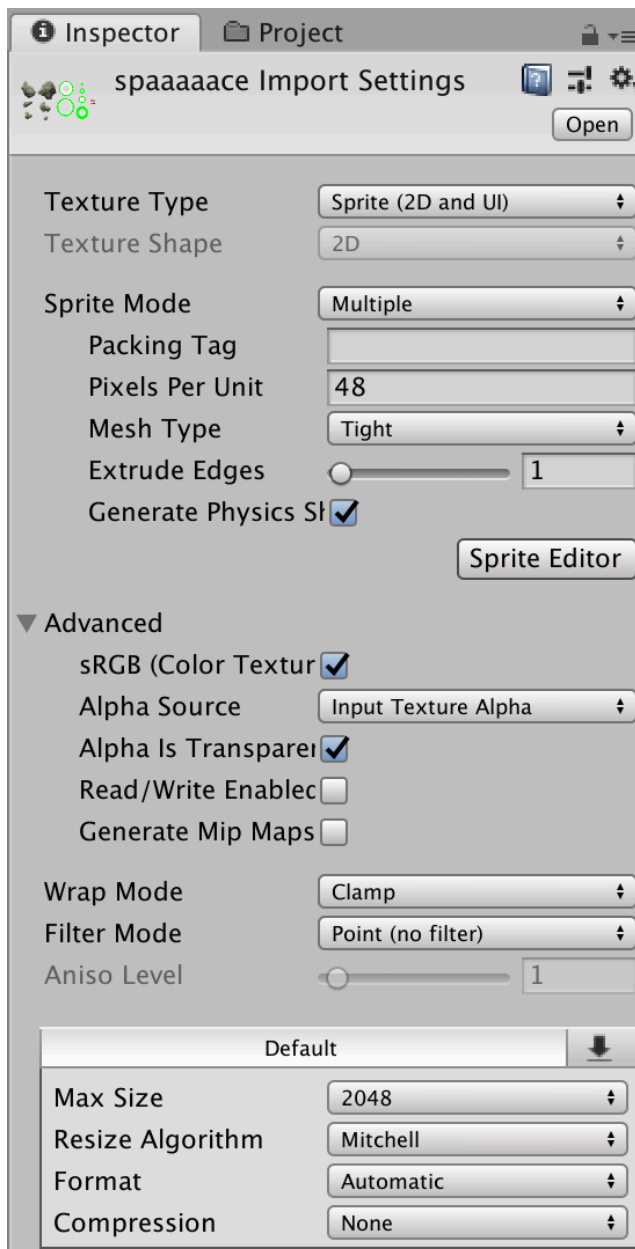 Inspector Project
spaaaaace Import Settings
Open
Texture Type Sprite (2D and UI)
Texture Shape 2D
Sprite Mode Multiple
Packing Tag
Pixels Per Unit 48
Mesh Type Tight
Extrude Edges 1
Generate Physics Sh
Sprite Editor
Advanced
sRGB (Color Textur
Alpha Source Input Texture Alpha
Alpha Is Transparen
Read/Write Enabled
Generate Mip Maps
Wrap Mode Clamp
Filter Mode Point (no filter)
Aniso Level 1
Default
Max Size 2048
Resize Algorithm Mitchell
Format Automatic
Compression None